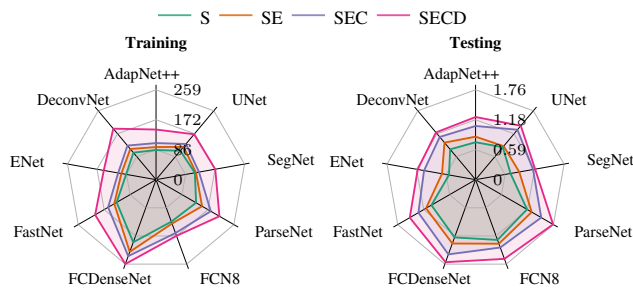 S SE SEC SECD
Training Testing
AdapNet++ AdapNet++
259 1.76
DeconvNet UNet DeconvNet UNet
172 1.18
86 0.59
ENet SegNet ENet SegNet
0 0
FastNet ParseNet FastNet ParseNet
FCDenseNet FCN8 FCDenseNet FCN8